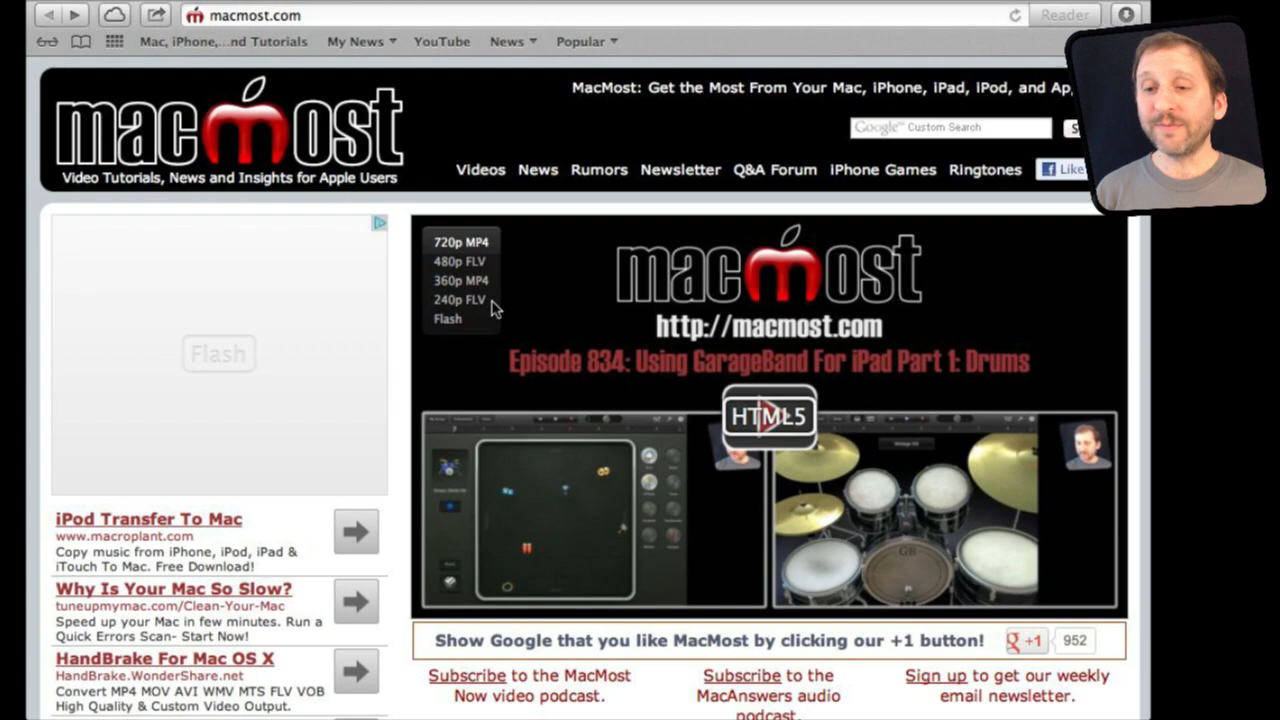 macmost.com
Reader
Mac, iPhone,...nd Tutorials
My News
YouTube
News
Popular
macmost
Video Tutorials, News and Insights for Apple Users
MacMost: Get the Most From Your Mac, iPhone, iPad, iPod, and Ap
Google™ Custom Search
S
Videos News Rumors Newsletter Q&A Forum iPhone Games Ringtones
Like
720p MP4
480p FLV
360p MP4
240p FLV
Flash
macmost
http://macmost.com
Episode 834: Using GarageBand For iPad Part 1: Drums
HTML5
GB
Flash
iPod Transfer To Mac
www.macroplant.com
Copy music from iPhone, iPod, iPad &
iTouch To Mac. Free Download!
Why Is Your Mac So Slow?
tuneupmymac.com/Clean-Your-Mac
Speed up your Mac in few minutes. Run a
Quick Errors Scan- Start Now!
HandBrake For Mac OS X
HandBrake.WonderShare.net
Convert MP4 MOV AVI WMV MTS FLV VOB
High Quality & Custom Video Output.
Show Google that you like MacMost by clicking our +1 button!
g +1
952
Subscribe to the MacMost
Now video podcast.
Subscribe to the
MacAnswers audio
podcast.
Sign up to get our weekly
email newsletter.